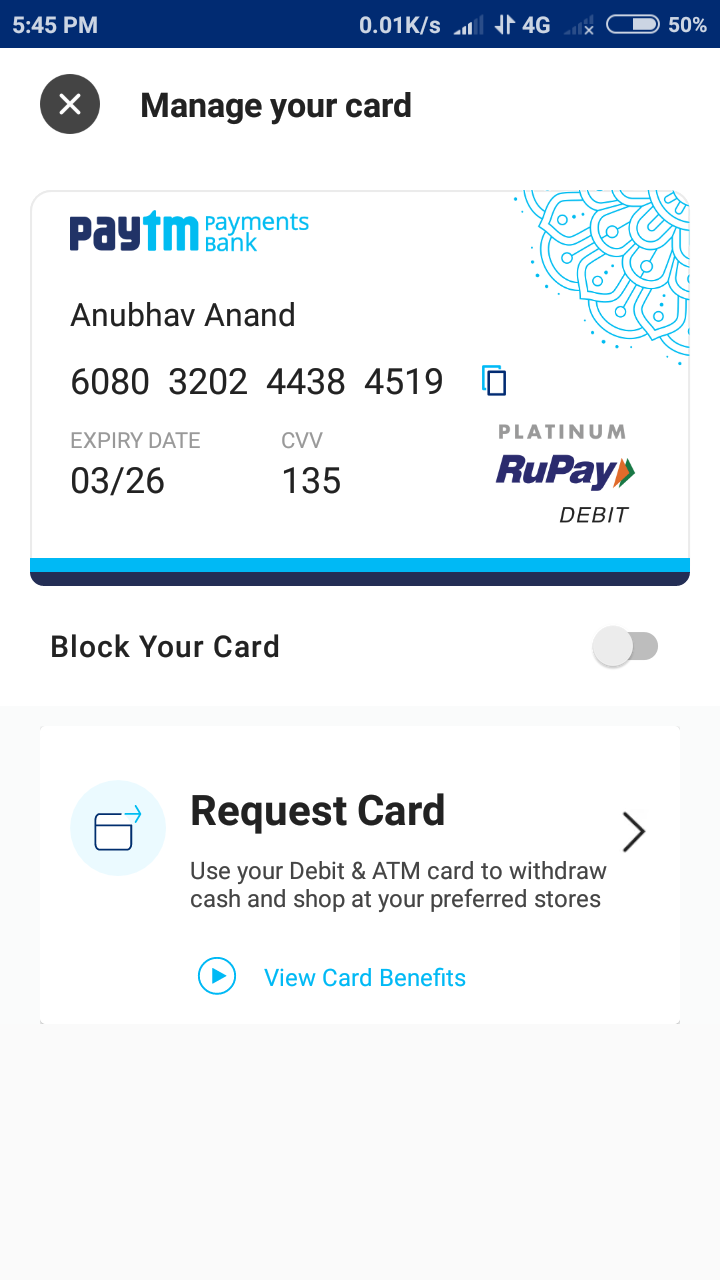 5:45 PM 0.01K/s 4G 50%
Manage your card
paytm Payments Bank
Anubhav Anand
6080 3202 4438 4519
EXPIRY DATE CVV
03/26 135
PLATINUM
RuPay
DEBIT
Block Your Card
Request Card
Use your Debit & ATM card to withdraw
cash and shop at your preferred stores
View Card Benefits